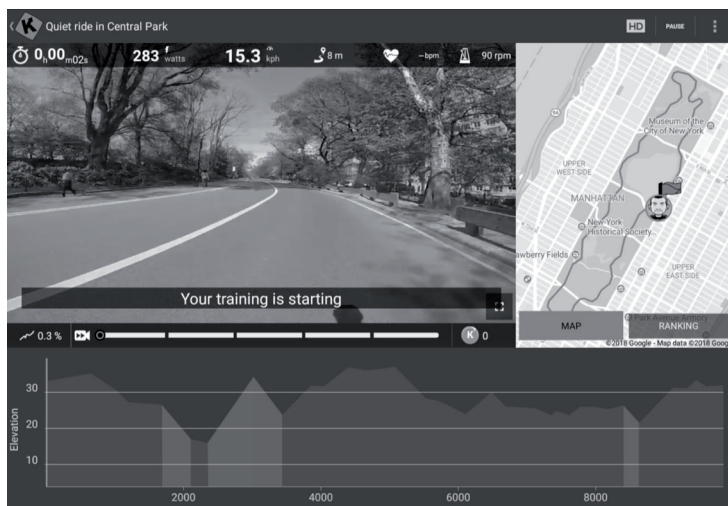 K Quiet ride in Central Park HD PAUSE
0h00m02s 283 watts 15.3 kph 8 m --bpm 90 rpm
Museum of the
City of New York
UPPER
WEST SIDE
MANHATTAN
New-York
Historical Society...
awberry Fields
UPPER
EAST SIDE
Park Avenue Armory
Your training is starting
MAP RANKING
©2018 Google - Map data ©2018 Goog
0.3 % K 0
Elevation
30
20
10
2000 4000 6000 8000